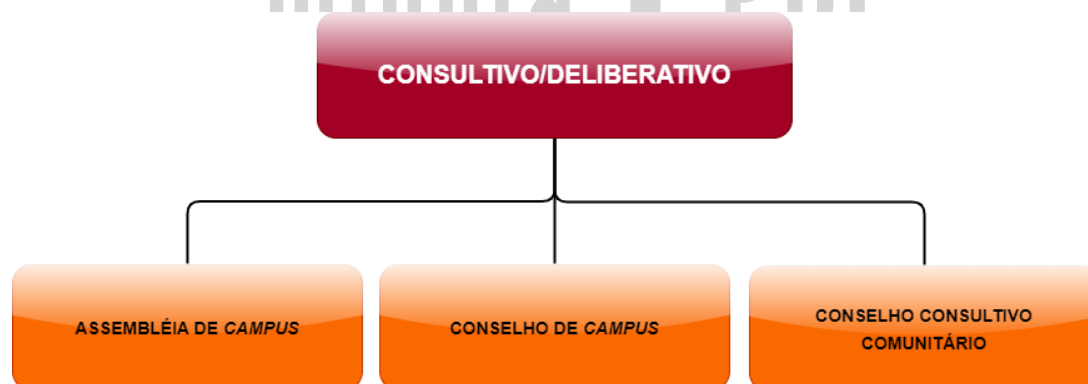 CONSULTIVO/DELIBERATIVO
ASSEMBLÉIA DE CAMPUS
CONSELHO DE CAMPUS
CONSELHO CONSULTIVO
COMUNITÁRIO